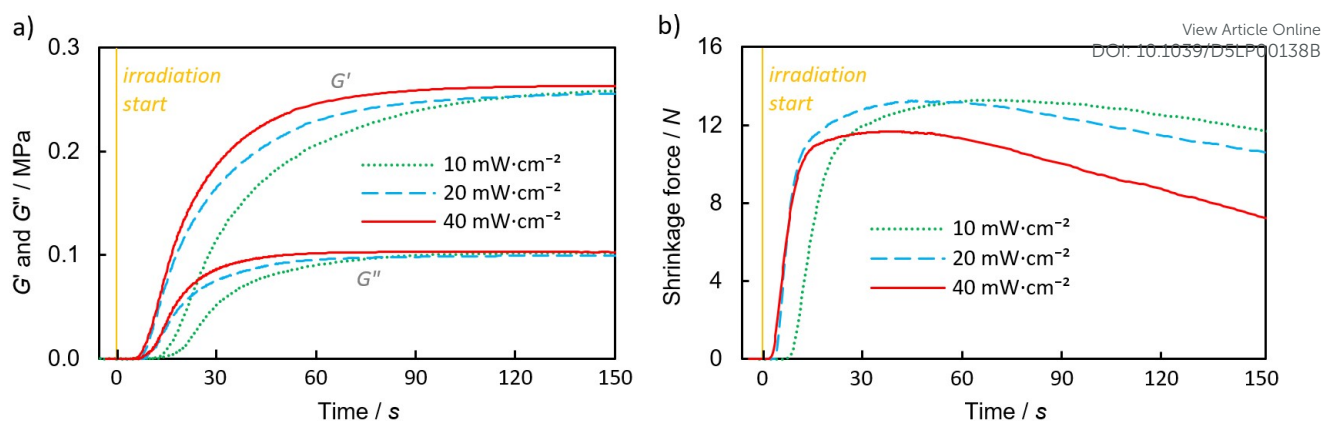 a)
0.3
0.2
0.1
0.0
G' and G" / MPa
irradiation
start
G'
10 mW·cm⁻²
20 mW·cm⁻²
40 mW·cm⁻²
G"
0
30
60
90
120
150
Time / s
b)
View Article Online
DOI: 10.1039/D5LP00138B
16
12
8
4
0
Shrinkage force / N
irradiation
start
10 mW·cm⁻²
20 mW·cm⁻²
40 mW·cm⁻²
0
30
60
90
120
150
Time / s